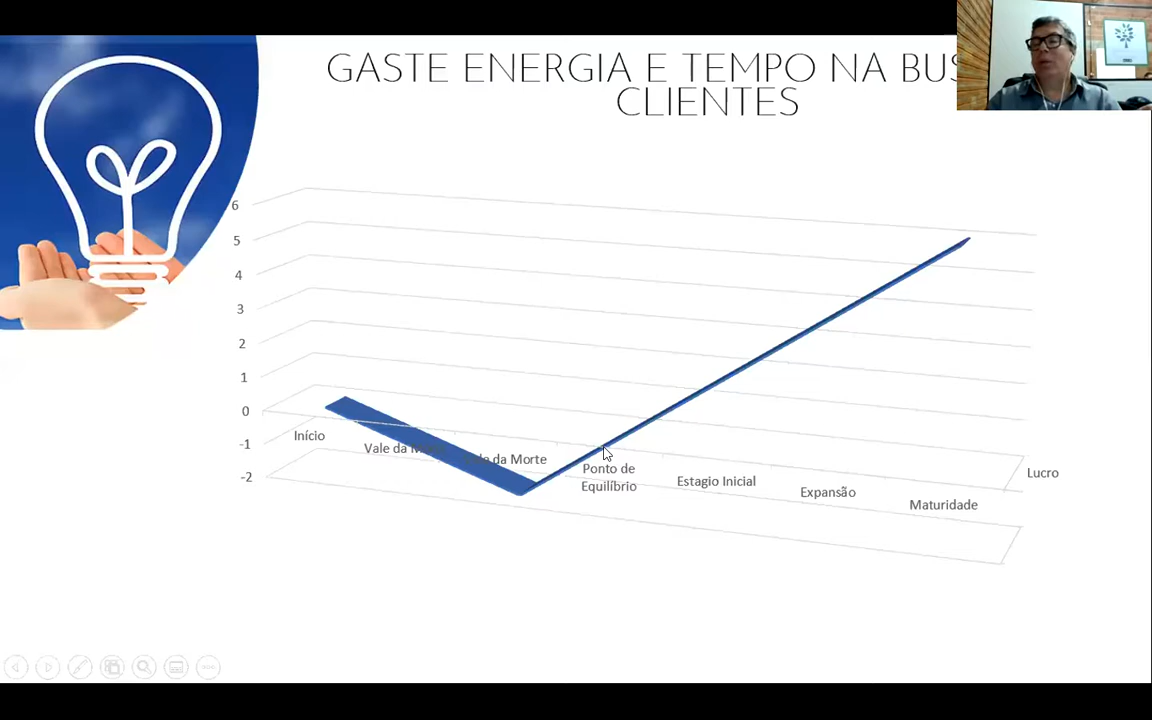 GASTE ENERGIA E TEMPO NA
CLIENTES
6
5
4
3
2
1
0
-1
-2
Início
Vale da
da Morte
Ponto de
Equilíbrio
Estagio Inicial
Expansão
Maturidade
Lucro